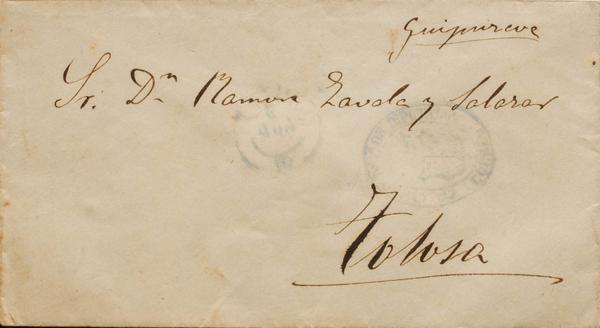 Guipuzcoa
Sr. Dn Ramon Zavala y Salazar
Tolosa